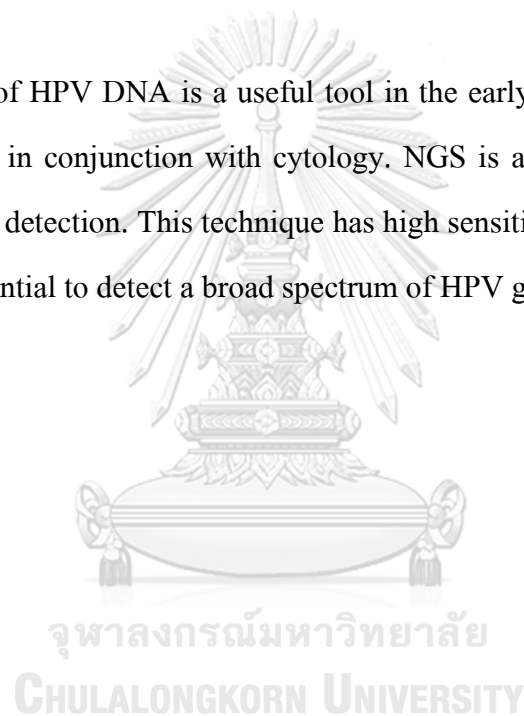 of HPV DNA is a useful tool in the early
in conjunction with cytology. NGS is a
detection. This technique has high sensiti
ntial to detect a broad spectrum of HPV g
จุฬาลงกรณ์มหาวิทยาลัย
CHULALONGKORN UNIVERSITY